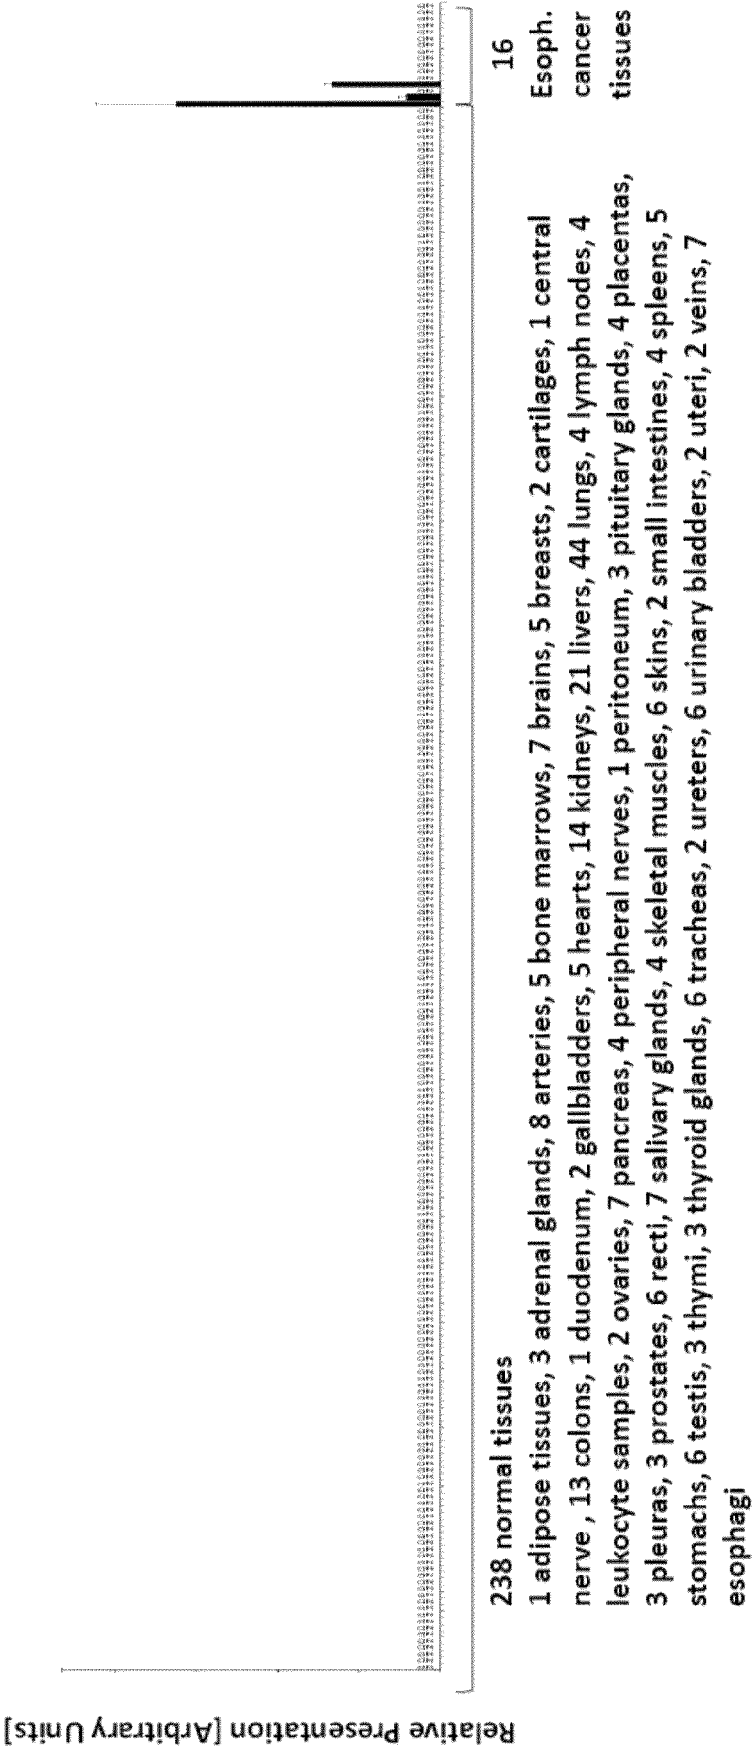 Relative Presentation [Arbitrary Units]
238 normal tissues
1 adipose tissues, 3 adrenal glands, 8 arteries, 5 bone marrows, 7 brains, 5 breasts, 2 cartilages, 1 central
nerve , 13 colons, 1 duodenum, 2 gallbladders, 5 hearts, 14 kidneys, 21 livers, 44 lungs, 4 lymph nodes, 4
leukocyte samples, 2 ovaries, 7 pancreas, 4 peripheral nerves, 1 peritoneum, 3 pituitary glands, 4 placentas,
3 pleuras, 3 prostates, 6 recti, 7 salivary glands, 4 skeletal muscles, 6 skins, 2 small intestines, 4 spleens, 5
stomachs, 6 testis, 3 thymi, 3 thyroid glands, 6 tracheas, 2 ureters, 6 urinary bladders, 2 uteri, 2 veins, 7
esophagi
16
Esoph.
cancer
tissues